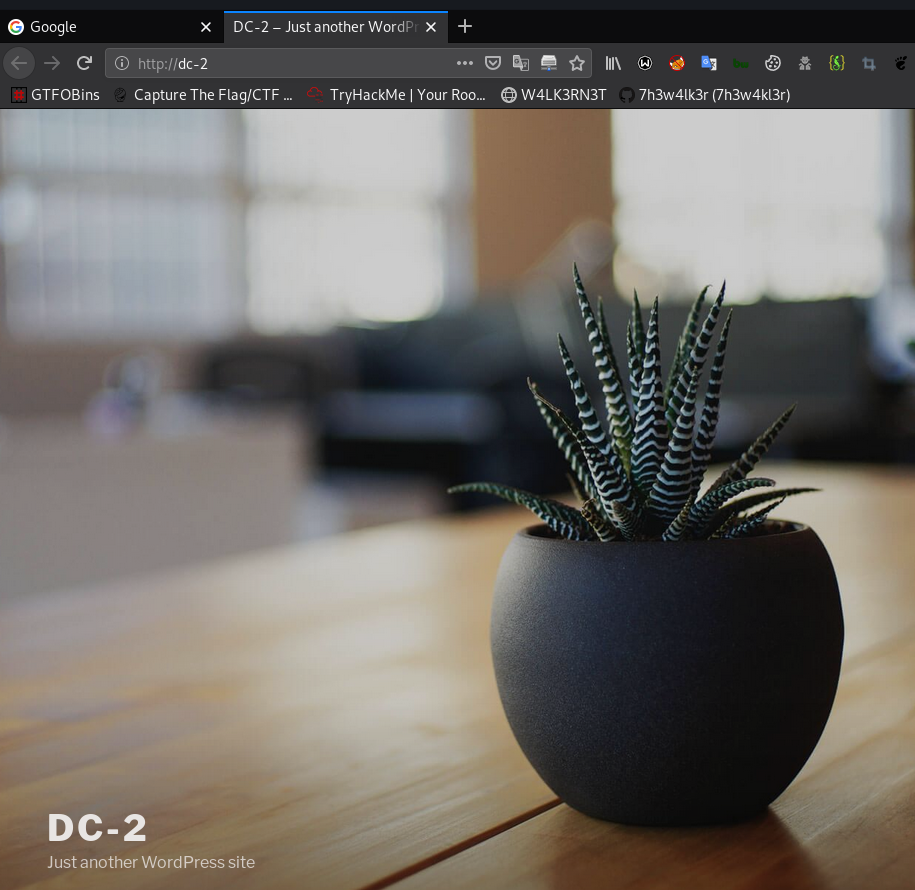 Google
DC-2 – Just another WordPr
http://dc-2
GTFOBins
Capture The Flag/CTF ...
TryHackMe | Your Roo...
W4LK3RN3T
7h3w4lk3r (7h3w4kl3r)
DC-2
Just another WordPress site